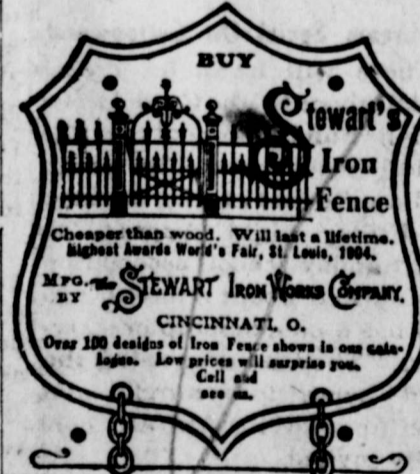 BUY
Stewart's
Iron
Fence
Cheaper than wood. Will last a lifetime.
Highest Awards World's Fair, St. Louis, 1904.
MFG. BY The STEWART IRON WORKS COMPANY.
CINCINNATI, O.
Over 100 designs of Iron Fence shown in our cata-
logue. Low prices will surprise you.
Call and
see us.